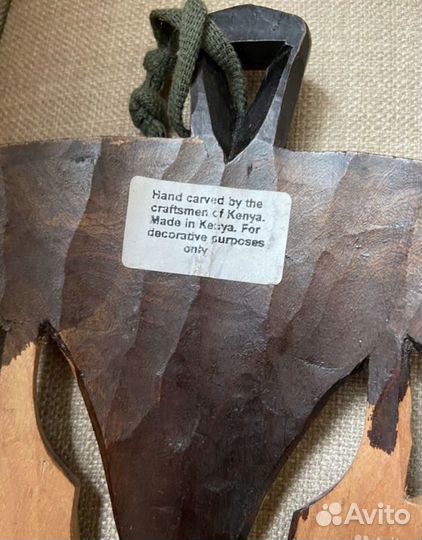 Hand carved by the
craftsmen of Kenya.
Made in Kenya. For
decorative purposes
only
Avito